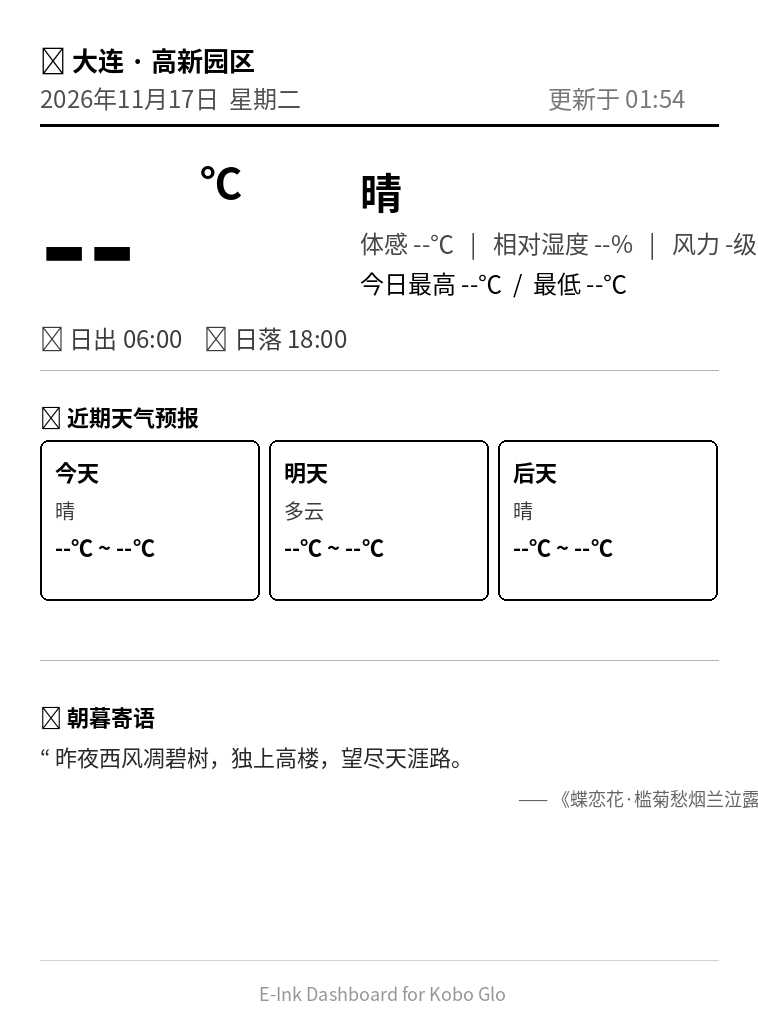 大连 · 高新园区
2026年11月17日 星期二 更新于 01:54
-- ℃ 晴
体感 --℃ | 相对湿度 --% | 风力 -级
今日最高 --℃ / 最低 --℃
日出 06:00 日落 18:00
近期天气预报
今天
晴
--℃ ~ --℃
明天
多云
--℃ ~ --℃
后天
晴
--℃ ~ --℃
朝暮寄语
“ 昨夜西风凋碧树，独上高楼，望尽天涯路。
—— 《蝶恋花·槛菊愁烟兰泣露
E-Ink Dashboard for Kobo Glo